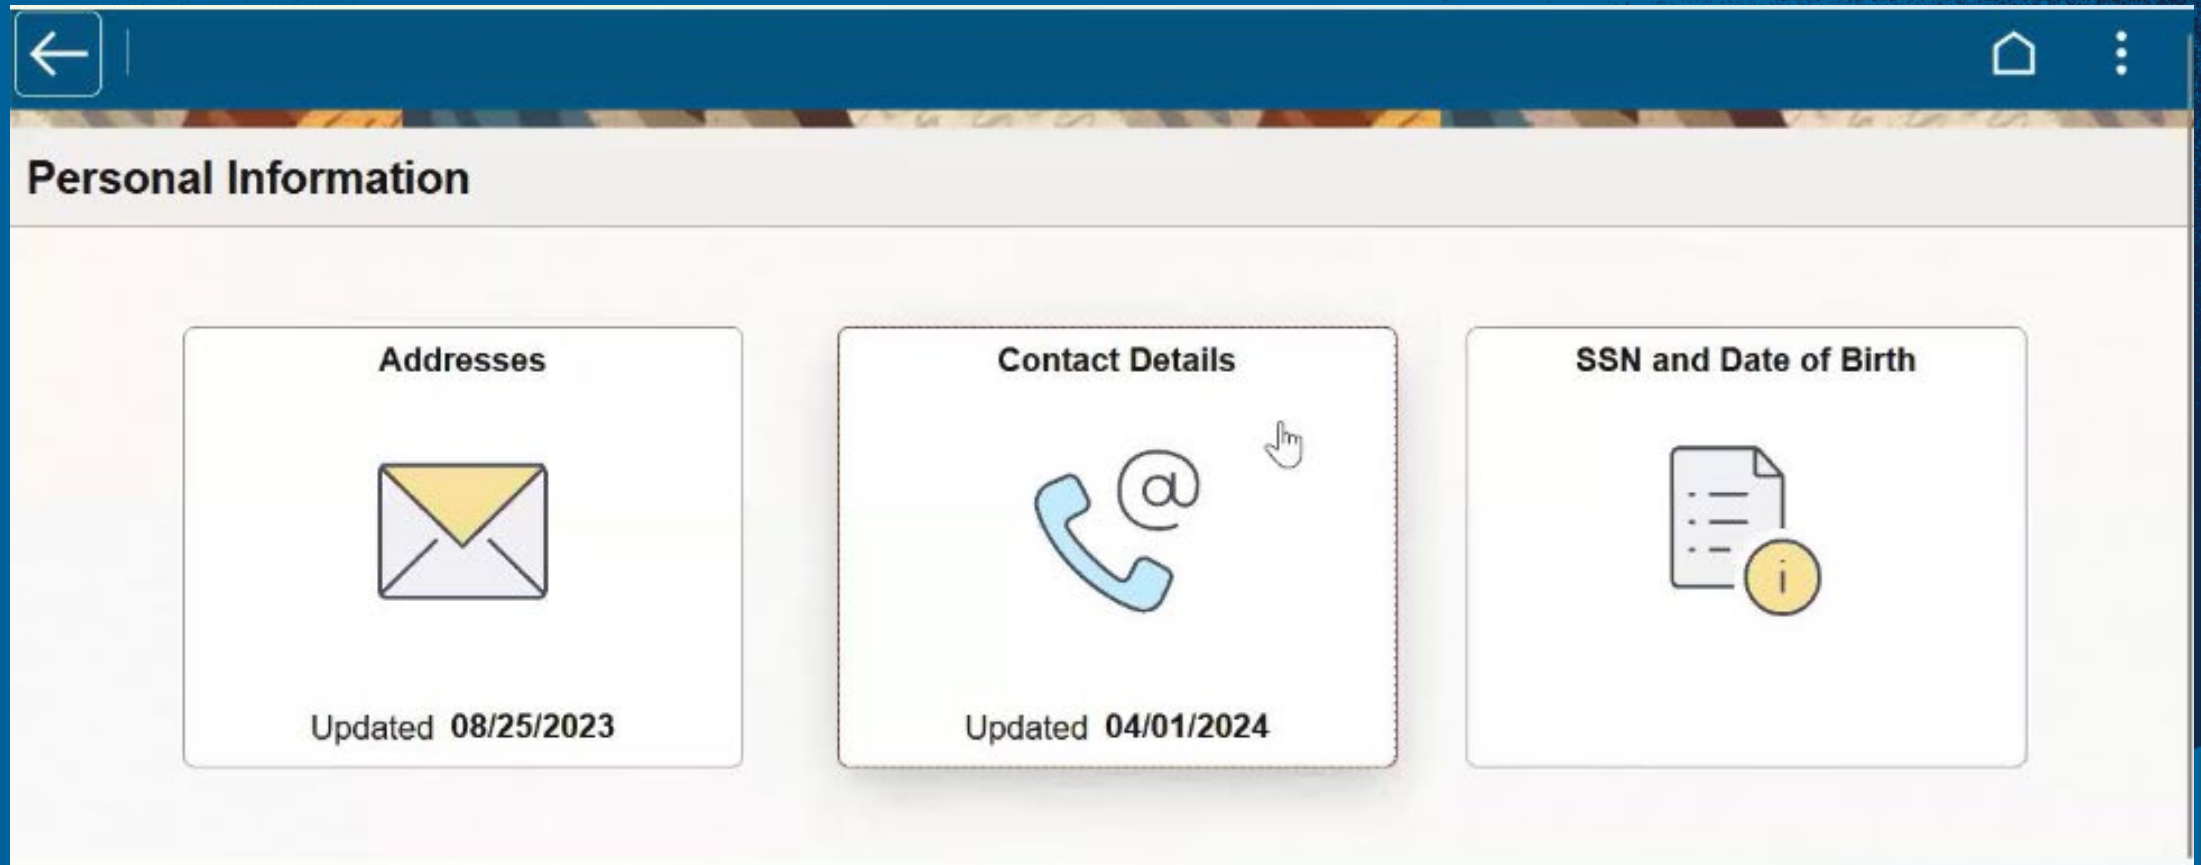 Personal Information
Addresses
Updated 08/25/2023
Contact Details
@
Updated 04/01/2024
SSN and Date of Birth
i